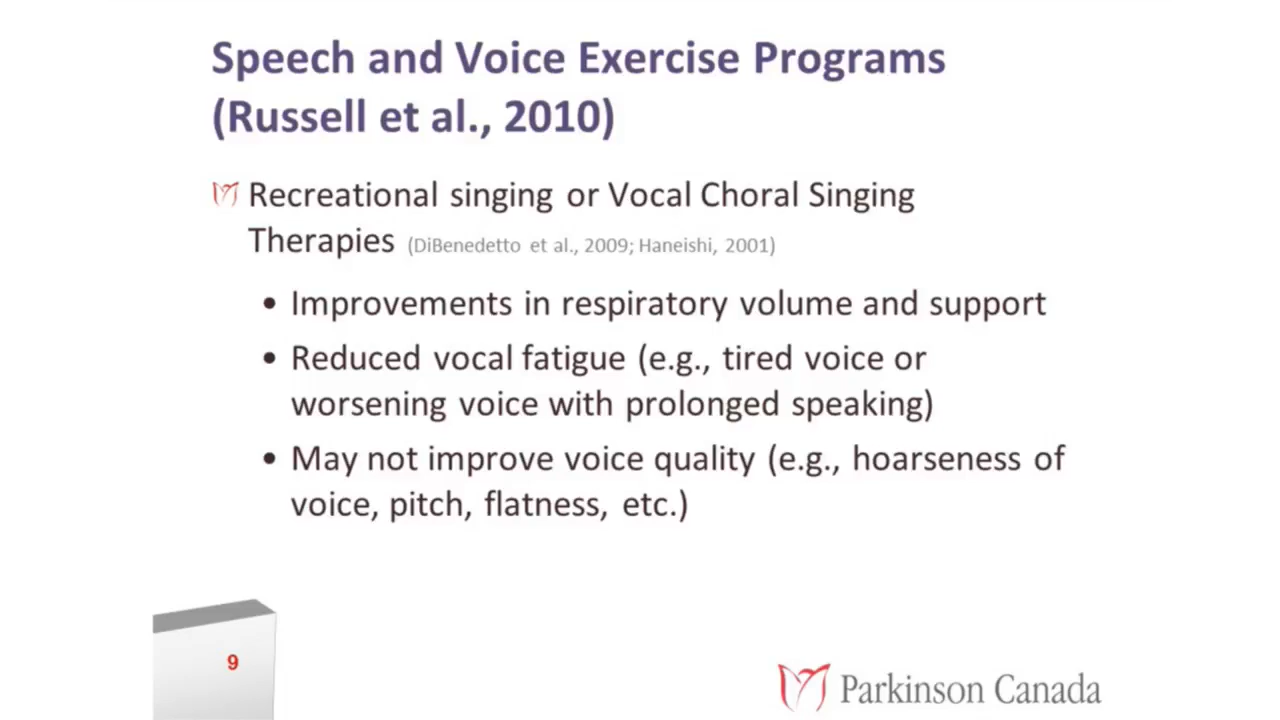 Speech and Voice Exercise Programs
(Russell et al., 2010)
Recreational singing or Vocal Choral Singing
Therapies (DiBenedetto et al., 2009; Haneishi, 2001)
• Improvements in respiratory volume and support
• Reduced vocal fatigue (e.g., tired voice or
worsening voice with prolonged speaking)
• May not improve voice quality (e.g., hoarseness of
voice, pitch, flatness, etc.)
9
Parkinson Canada